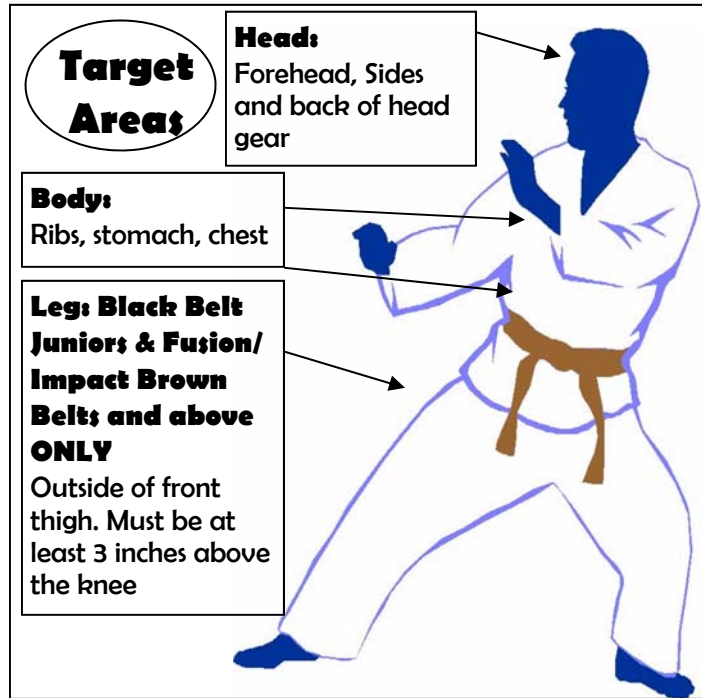 Target
Areas
Head:
Forehead, Sides
and back of head
gear
Body:
Ribs, stomach, chest
Leg: Black Belt
Juniors & Fusion/
Impact Brown
Belts and above
ONLY
Outside of front
thigh. Must be at
least 3 inches above
the knee